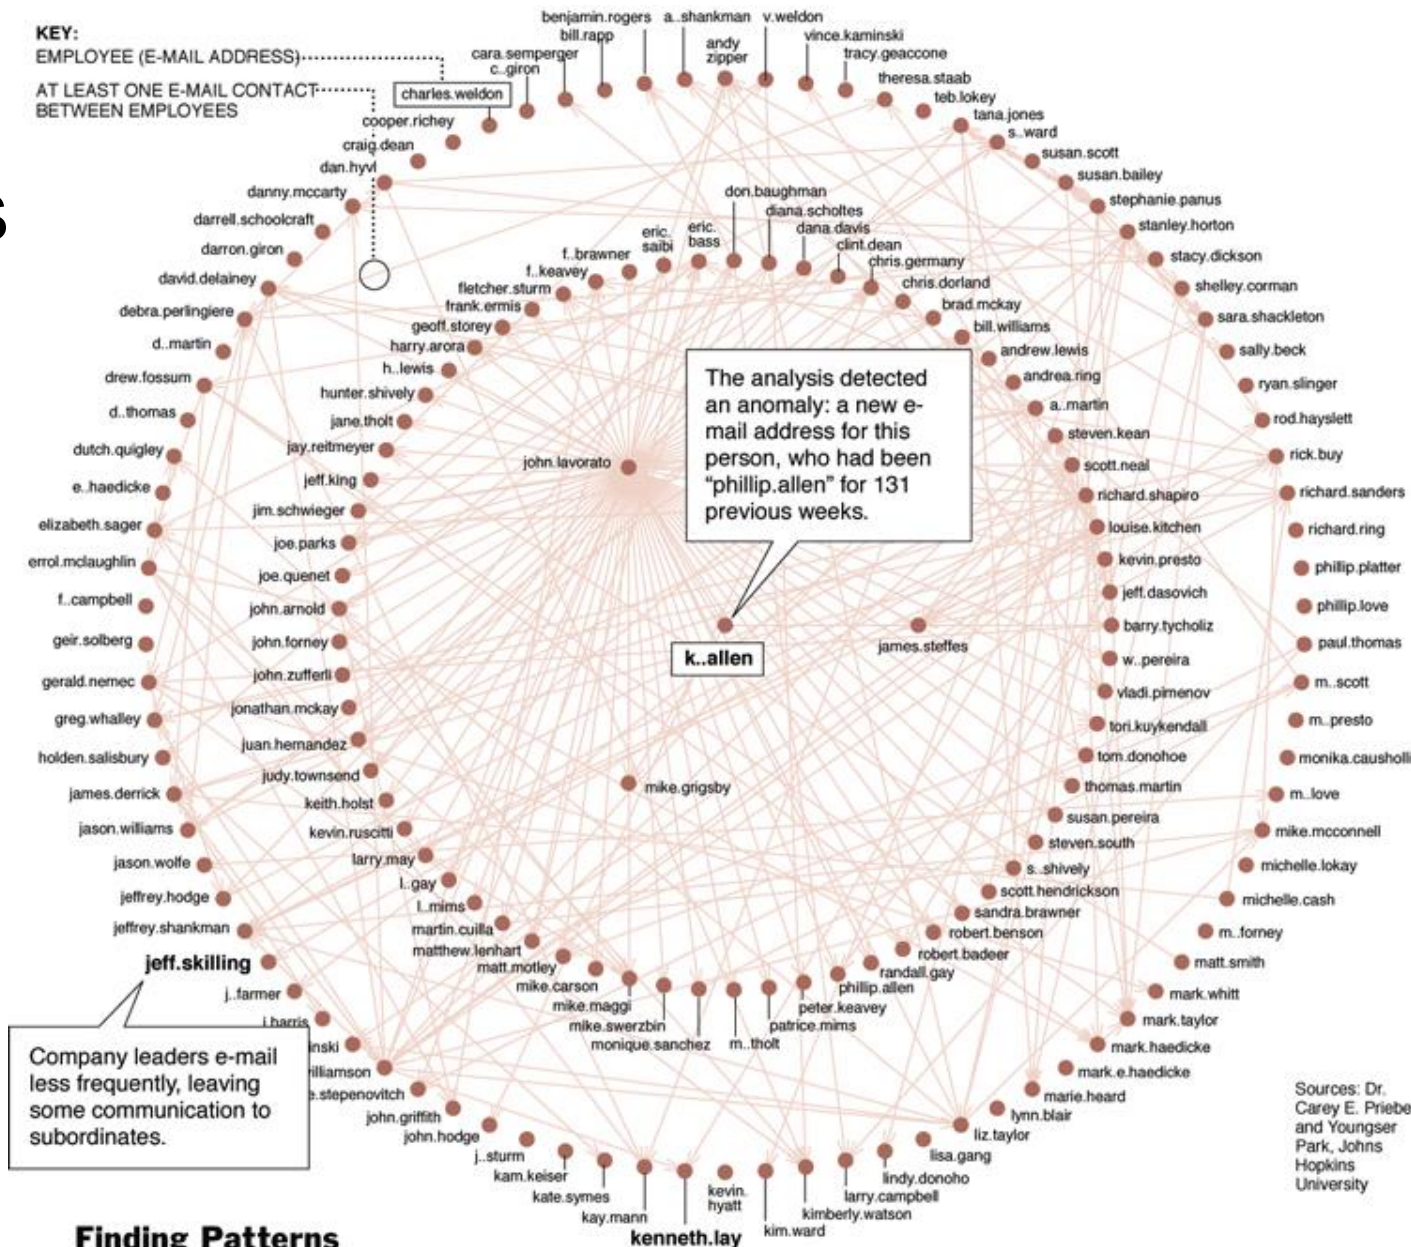 KEY:
EMPLOYEE (E-MAIL ADDRESS)
AT LEAST ONE E-MAIL CONTACT
BETWEEN EMPLOYEES
benjamin.rogers
a..shankman
v.weldon
bill.rapp
andy
zipper
vince.kaminski
cara.semperger
tracy.geaccone
c..giron
theresa.staab
charles.weldon
teb.lokey
cooper.richey
tana.jones
craig.dean
s..ward
dan.hyvl
susan.scott
danny.mccarty
susan.bailey
darrell.schoolcraft
stephanie.panus
darron.giron
stanley.horton
david.delainey
stacy.dickson
debra.perlingiere
shelley.corman
d..martin
sara.shackleton
drew.fossum
sally.beck
d..thomas
ryan.slinger
dutch.quigley
rod.hayslett
e..haedicke
rick.buy
elizabeth.sager
richard.sanders
errol.mclaughlin
richard.ring
f..campbell
phillip.platter
geir.solberg
phillip.love
gerald.nemec
paul.thomas
greg.whalley
m..scott
holden.salisbury
m..presto
james.derrick
monika.causholli
jason.williams
m..love
jason.wolfe
mike.mcconnell
jeffrey.hodge
michelle.lokay
jeffrey.shankman
michelle.cash
jeff.skilling
m..forney
j..farmer
matt.smith
j.harris
mark.whitt
inski
mark.taylor
illiamson
mark.haedicke
e.stepenovitch
mark.e.haedicke
john.griffith
marie.heard
john.hodge
lynn.blair
j..sturm
liz.taylor
kam.keiser
lisa.gang
kate.symes
lindy.donoho
kay.mann
larry.campbell
kenneth.lay
kimberly.watson
kevin.
hyatt
kim.ward
don.baughman
diana.scholtes
eric.
saibi
eric.
bass
dana.davis
f..brawner
clint.dean
f..keavey
chris.germany
fletcher.sturm
chris.dorland
frank.ermis
brad.mckay
geoff.storey
bill.williams
harry.arora
andrew.lewis
h..lewis
andrea.ring
hunter.shively
a..martin
jane.tholt
steven.kean
jay.reitmeyer
scott.neal
jeff.king
richard.shapiro
jim.schwieger
louise.kitchen
joe.parks
kevin.presto
joe.quenet
jeff.dasovich
john.arnold
barry.tycholiz
john.forney
w..pereira
john.zufferli
vladi.pimenov
jonathan.mckay
tori.kuykendall
juan.hernandez
tom.donohoe
judy.townsend
thomas.martin
keith.holst
susan.pereira
kevin.ruscitti
steven.south
larry.may
s..shively
l..gay
scott.hendrickson
l..mims
sandra.brawner
martin.cuilla
robert.benson
matthew.lenhart
robert.badeer
matt.motley
randall.gay
mike.carson
phillip.allen
mike.maggi
peter.keavey
mike.swerzbin
patrice.mims
monique.sanchez
m..tholt
john.lavorato
k..allen
james.steffes
mike.grigsby
The analysis detected
an anomaly: a new e-
mail address for this
person, who had been
“phillip.allen” for 131
previous weeks.
Company leaders e-mail
less frequently, leaving
some communication to
subordinates.
Sources: Dr.
Carey E. Priebe
and Youngser
Park, Johns
Hopkins
University
Finding Patterns